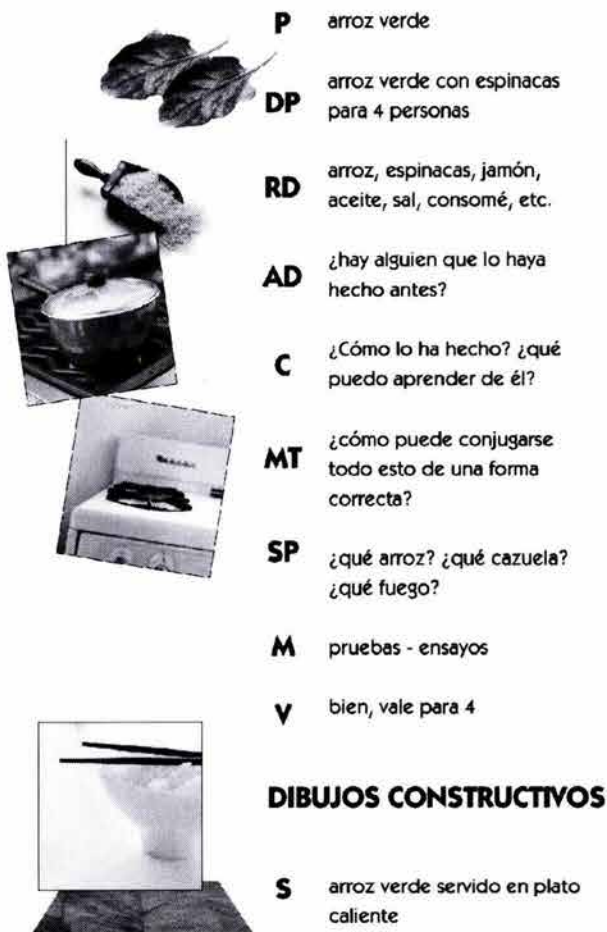 P arroz verde
DP arroz verde con espinacas
para 4 personas
RD arroz, espinacas, jamón,
aceite, sal, consomé, etc.
AD ¿hay alguien que lo haya
hecho antes?
C ¿Cómo lo ha hecho? ¿qué
puedo aprender de él?
MT ¿cómo puede conjugarse
todo esto de una forma
correcta?
SP ¿qué arroz? ¿qué cazuela?
¿qué fuego?
M pruebas - ensayos
V bien, vale para 4
DIBUJOS CONSTRUCTIVOS
S arroz verde servido en plato
caliente